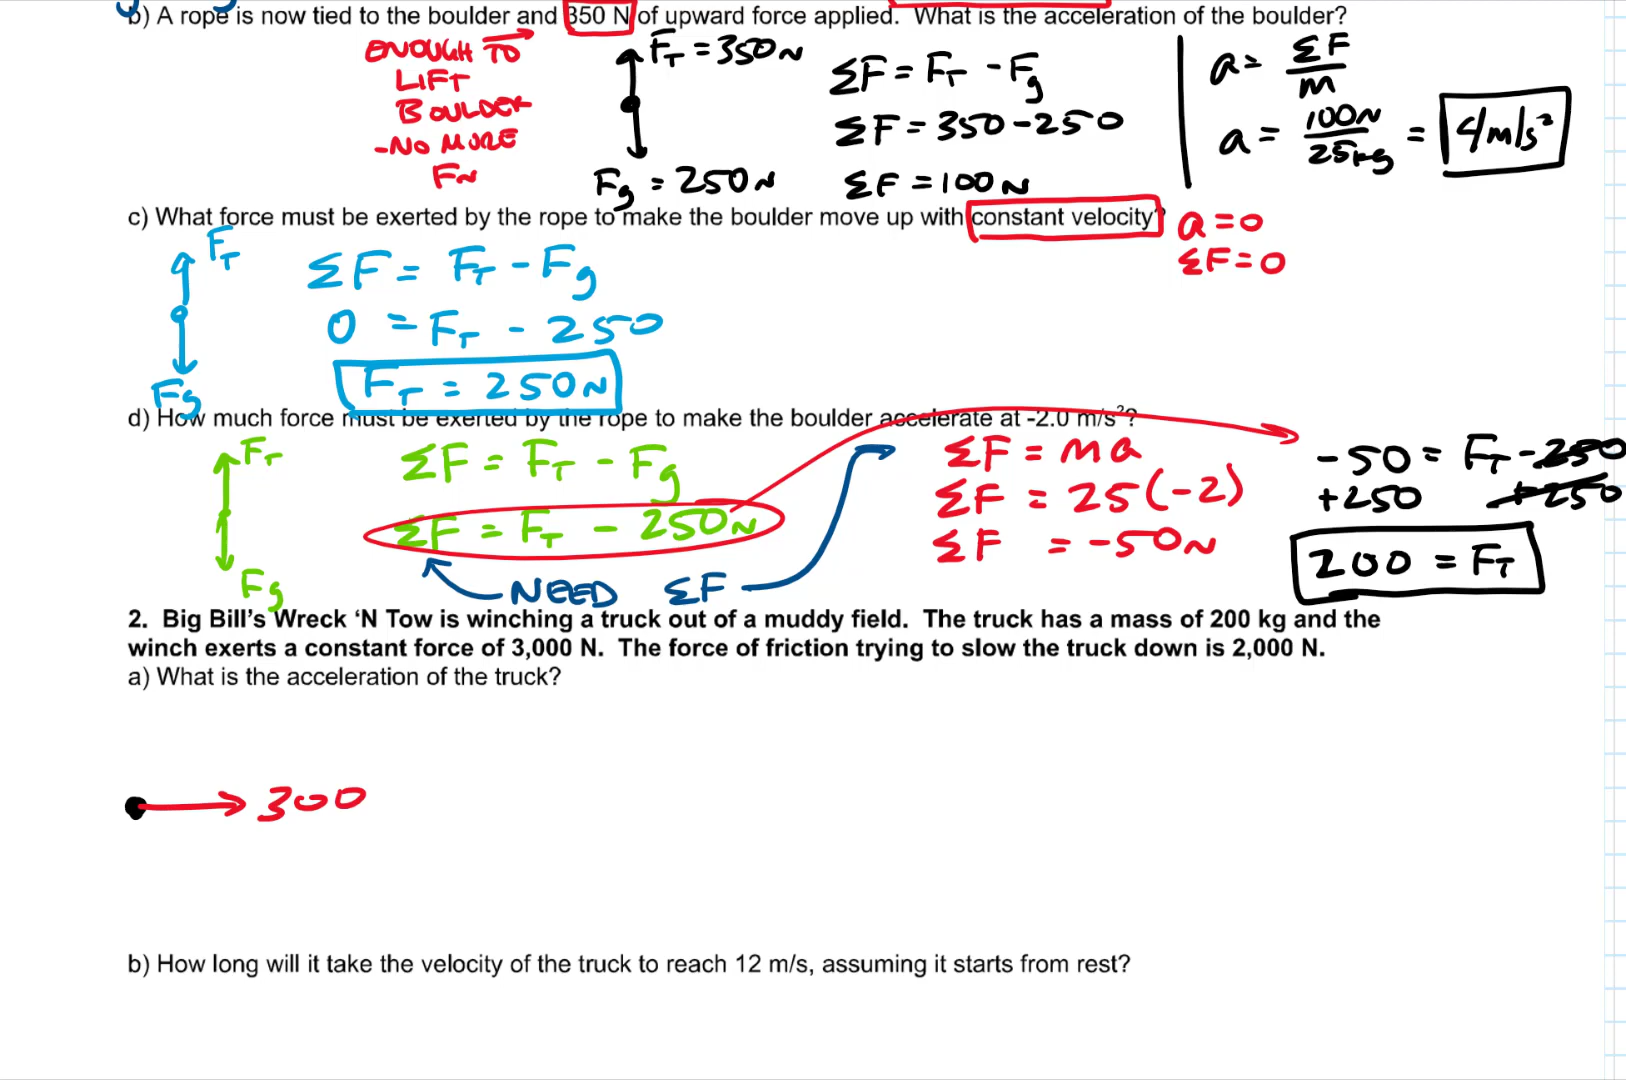 b) A rope is now tied to the boulder and 350 N of upward force applied. What is the acceleration of the boulder?
ENOUGH TO
LIFT
BOULDER
-NO MORE
FN
FT = 350N
Fg = 250N
ΣF = FT - Fg
ΣF = 350-250
ΣF = 100N
a = ΣF/m
a = 100N/25kg = 4m/s²
c) What force must be exerted by the rope to make the boulder move up with constant velocity?
a=0
ΣF=0
FT
Fg
ΣF = FT - Fg
0 = FT - 250
FT = 250N
d) How much force must be exerted by the rope to make the boulder accelerate at -2.0 m/s²?
FT
Fg
ΣF = FT - Fg
ΣF = FT - 250N
NEED ΣF
ΣF = ma
ΣF = 25(-2)
ΣF = -50N
-50 = FT-250
+250 +250
200 = FT
2. Big Bill's Wreck 'N Tow is winching a truck out of a muddy field. The truck has a mass of 200 kg and the
winch exerts a constant force of 3,000 N. The force of friction trying to slow the truck down is 2,000 N.
a) What is the acceleration of the truck?
300
b) How long will it take the velocity of the truck to reach 12 m/s, assuming it starts from rest?